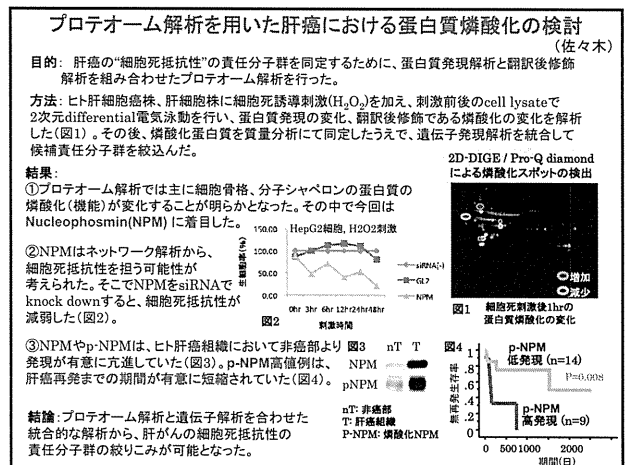 プロテオーム解析を用いた肝癌における蛋白質燐酸化の検討
(佐々木)
目的: 肝癌の“細胞死抵抗性”の責任分子群を同定するために、蛋白質発現解析と翻訳後修飾
解析を組み合わせたプロテオーム解析を行った。
方法: ヒト肝細胞癌株、肝細胞株に細胞死誘導刺激(H2O2)を加え、刺激前後のcell lysateで
2次元differential電気泳動を行い、蛋白質発現の変化、翻訳後修飾である燐酸化の変化を解析
した(図1)。その後、燐酸化蛋白質を質量分析にて同定したうえで、遺伝子発現解析を統合して
候補責任分子群を絞込んだ。
結果:
①プロテオーム解析では主に細胞骨格、分子シャペロンの蛋白質の
燐酸化(機能)が変化することが明らかとなった。その中で今回は
Nucleophosmin(NPM) に着目した。
②NPMはネットワーク解析から、
細胞死抵抗性を担う可能性が
考えられた。そこでNPMをsiRNAで
knock downすると、細胞死抵抗性が
減弱した(図2)。
HepG2細胞, H2O2刺激
生細胞率(%)
150.00
100.00
50.00
0.00
0hr 3hr 6hr 12hr 24hr 48hr
刺激時間
siRNA(-)
GL2
NPM
図2
2D-DIGE / Pro-Q diamond
による燐酸化スポットの検出
増加
減少
図1 細胞死刺激後1hrの
蛋白質燐酸化の変化
③NPMやp-NPMは、ヒト肝癌組織において非癌部より
発現が有意に亢進していた(図3)。p-NPM高値例は、
肝癌再発までの期間が有意に短縮されていた(図4)。
図3 nT T
NPM
pNPM
nT: 非癌部
T: 肝癌組織
P-NPM: 燐酸化NPM
図4
無再発生存率
1
.8
.6
.4
.2
0
p-NPM
低発現 (n=14)
P=0.008
p-NPM
高発現 (n=9)
0 500 1000 2000
期間(日)
結論: プロテオーム解析と遺伝子解析を合わせた
統合的な解析から、肝がんの細胞死抵抗性の
責任分子群の絞りこみが可能となった。